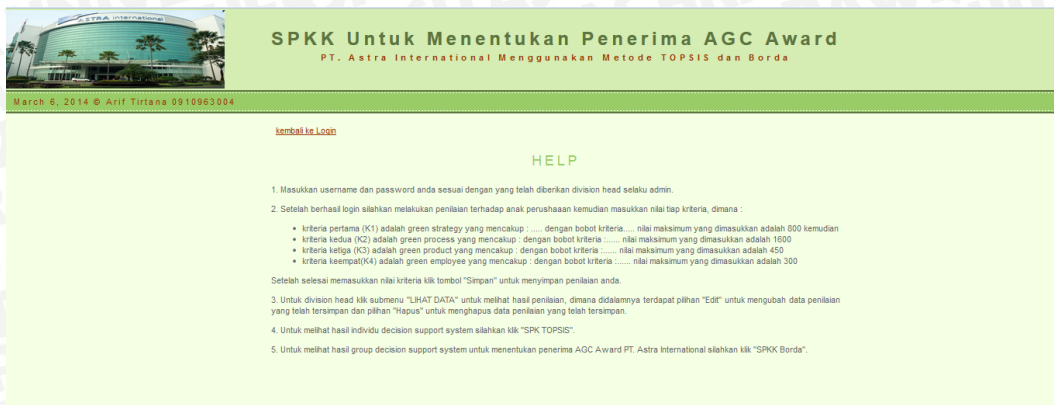 ASTRA international
SPKK Untuk Menentukan Penerima AGC Award
PT. Astra International Menggunakan Metode TOPSIS dan Borda
March 6, 2014 © Arif Tirtana 0910963004
kembali ke Login
HELP
1. Masukkan username dan password anda sesuai dengan yang telah diberikan division head selaku admin.
2. Setelah berhasil login silahkan melakukan penilaian terhadap anak perushaaan kemudian masukkan nilai tiap kriteria, dimana :
• kriteria pertama (K1) adalah green strategy yang mencakup : ..... dengan bobot kriteria..... nilai maksimum yang dimasukkan adalah 800 kemudian
• kriteria kedua (K2) adalah green process yang mencakup : dengan bobot kriteria :...... nilai maksimum yang dimasukkan adalah 1600
• kriteria ketiga (K3) adalah green product yang mencakup : dengan bobot kriteria :...... nilai maksimum yang dimasukkan adalah 450
• kriteria keempat(K4) adalah green employee yang mencakup : dengan bobot kriteria :...... nilai maksimum yang dimasukkan adalah 300
Setelah selesai memasukkan nilai kriteria klik tombol "Simpan" untuk menyimpan penilaian anda.
3. Untuk division head klik submenu "LIHAT DATA" untuk melihat hasil penilaian, dimana didalamnya terdapat pilihan "Edit" untuk mengubah data penilaian
yang telah tersimpan dan pilihan "Hapus" untuk menghapus data penilaian yang telah tersimpan.
4. Untuk melihat hasil individu decision support system silahkan klik "SPK TOPSIS".
5. Untuk melihat hasil group decision support system untuk menentukan penerima AGC Award PT. Astra International silahkan klik "SPKK Borda".